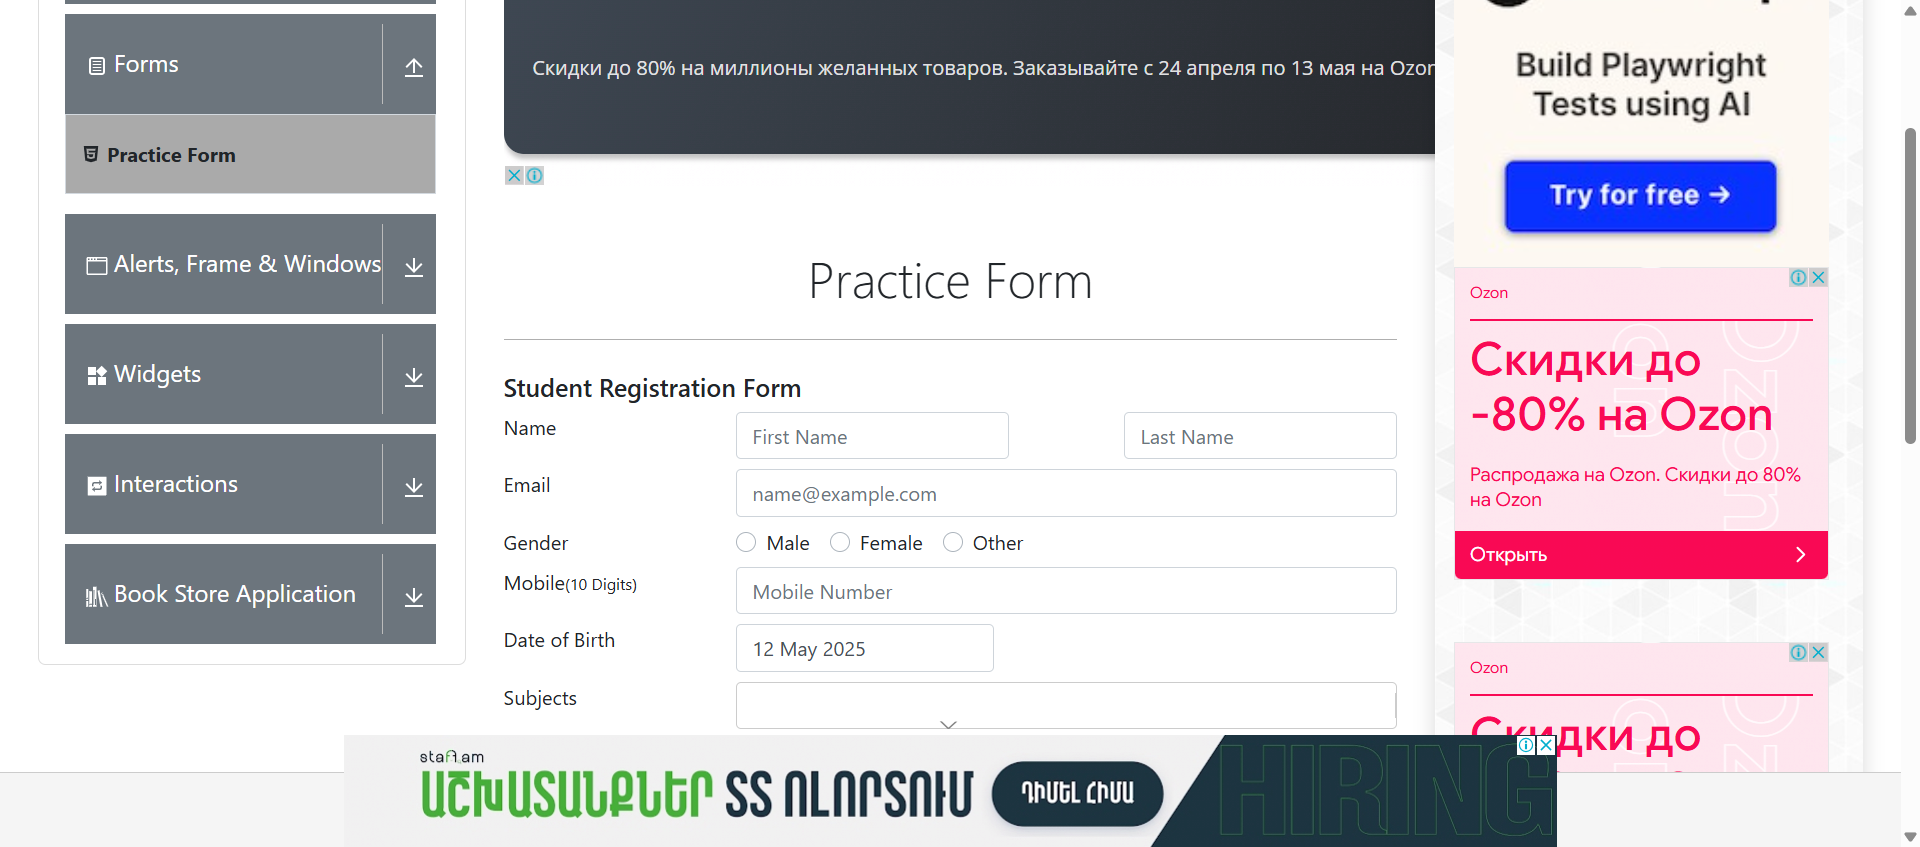 Forms
Practice Form
Alerts, Frame & Windows
Widgets
Interactions
Book Store Application
Скидки до 80% на миллионы желанных товаров. Заказывайте с 24 апреля по 13 мая на Ozon
Practice Form
Student Registration Form
Name
First Name
Last Name
Email
name@example.com
Gender
Male
Female
Other
Mobile(10 Digits)
Mobile Number
Date of Birth
12 May 2025
Subjects
Build Playwright
Tests using AI
Try for free →
Ozon
Скидки до
-80% на Ozon
Распродажа на Ozon. Скидки до 80%
на Ozon
Открыть
Ozon
Скидки до
staff.am
ԱՇԽԱՏԱՆՔՆԵՐ ՏՏ ՈԼՈՐՏՈՒՄ
ԴԻՄԵԼ ՀԻՄԱ
HIRING